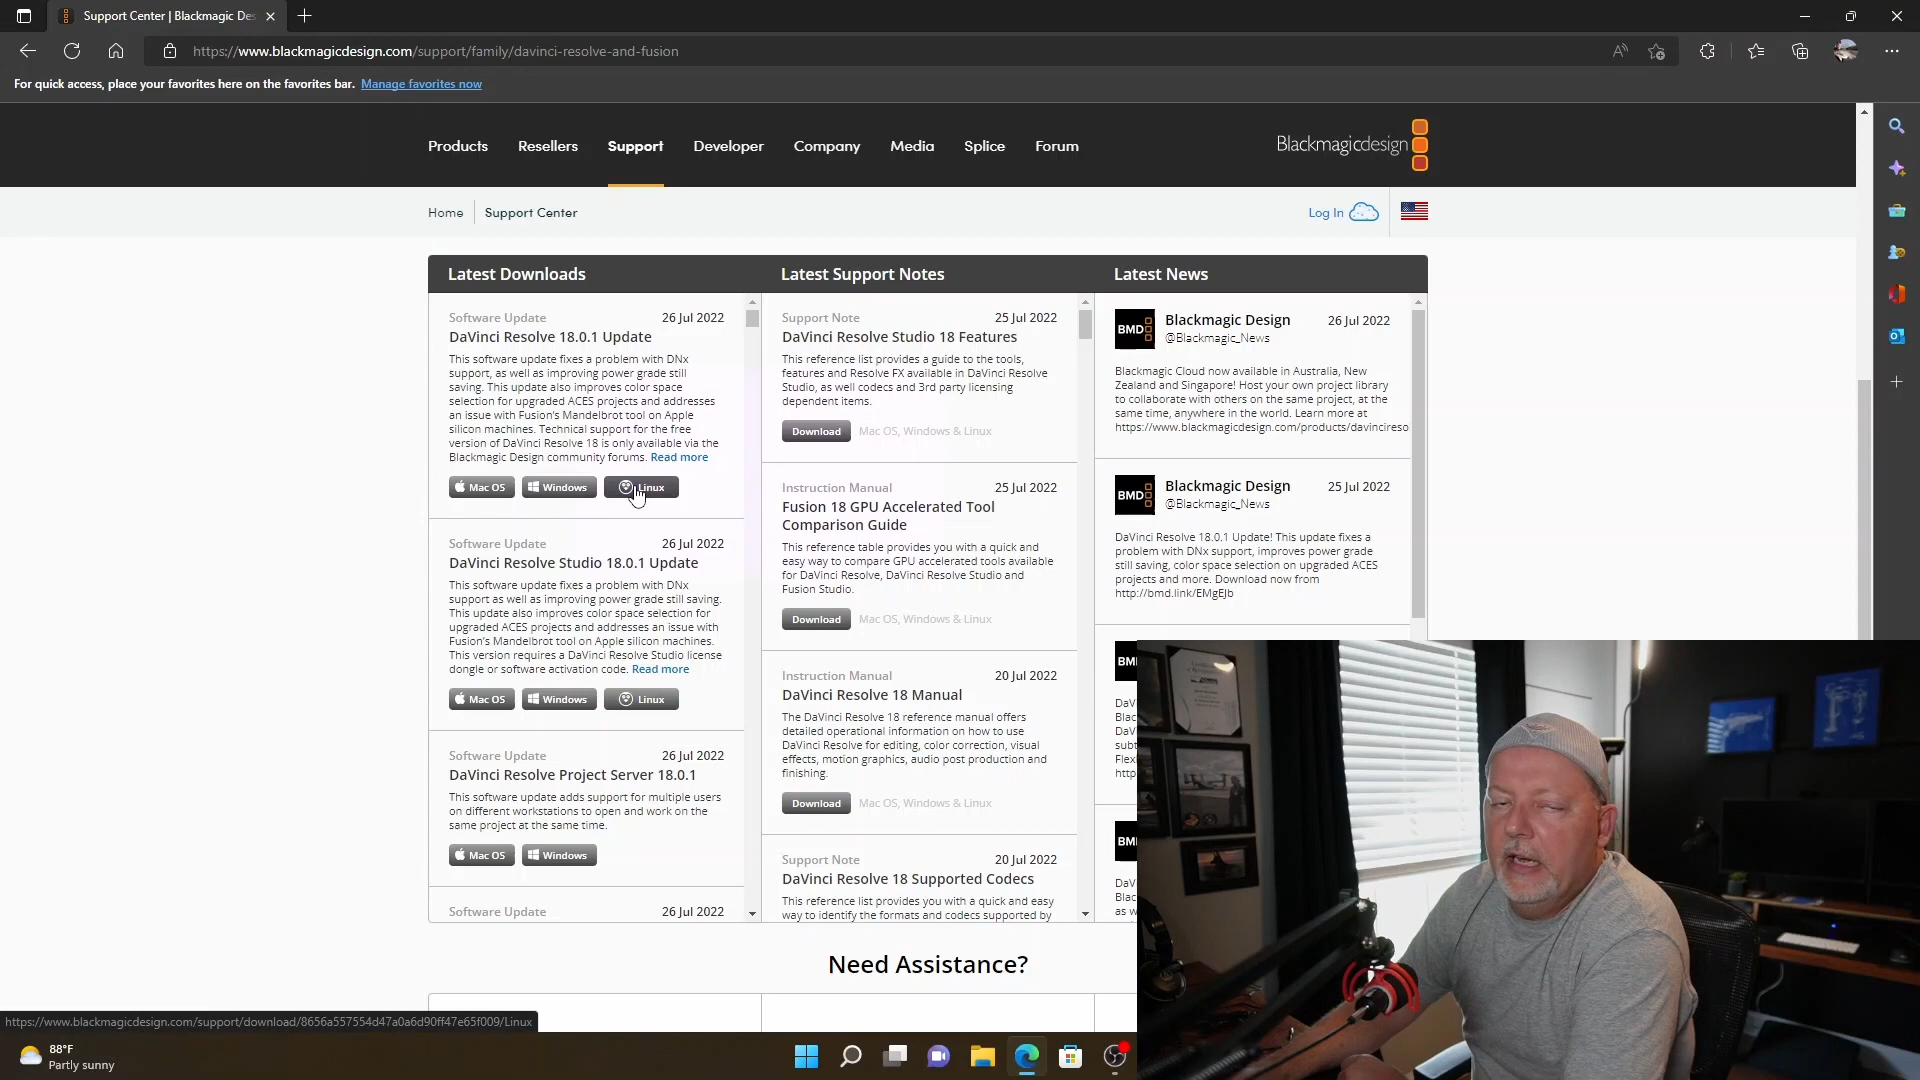 Support Center | Blackmagic Des
https://www.blackmagicdesign.com/support/family/davinci-resolve-and-fusion
For quick access, place your favorites here on the favorites bar. Manage favorites now
Products Resellers Support Developer Company Media Splice Forum
Blackmagicdesign
Home Support Center
Log In
Latest Downloads
Software Update 26 Jul 2022
DaVinci Resolve 18.0.1 Update
This software update fixes a problem with DNx
support, as well as improving power grade still
saving. This update also improves color space
selection for upgraded ACES projects and addresses
an issue with Fusion's Mandelbrot tool on Apple
silicon machines. Technical support for the free
version of DaVinci Resolve 18 is only available via the
Blackmagic Design community forums. Read more
Mac OS Windows Linux
Software Update 26 Jul 2022
DaVinci Resolve Studio 18.0.1 Update
This software update fixes a problem with DNx
support as well as improving power grade still saving.
This update also improves color space selection for
upgraded ACES projects and addresses an issue with
Fusion's Mandelbrot tool on Apple silicon machines.
This version requires a DaVinci Resolve Studio license
dongle or software activation code. Read more
Mac OS Windows Linux
Software Update 26 Jul 2022
DaVinci Resolve Project Server 18.0.1
This software update adds support for multiple users
on different workstations to open and work on the
same project at the same time.
Mac OS Windows
Software Update 26 Jul 2022
Latest Support Notes
Support Note 25 Jul 2022
DaVinci Resolve Studio 18 Features
This reference list provides a guide to the tools,
features and Resolve FX available in DaVinci Resolve
Studio, as well codecs and 3rd party licensing
dependent items.
Download Mac OS, Windows & Linux
Instruction Manual 25 Jul 2022
Fusion 18 GPU Accelerated Tool
Comparison Guide
This reference table provides you with a quick and
easy way to compare GPU accelerated tools available
for DaVinci Resolve, DaVinci Resolve Studio and
Fusion Studio.
Download Mac OS, Windows & Linux
Instruction Manual 20 Jul 2022
DaVinci Resolve 18 Manual
The DaVinci Resolve 18 reference manual offers
detailed operational information on how to use
DaVinci Resolve for editing, color correction, visual
effects, motion graphics, audio post production and
finishing.
Download Mac OS, Windows & Linux
Support Note 20 Jul 2022
DaVinci Resolve 18 Supported Codecs
This reference list provides you with a quick and easy
way to identify the formats and codecs supported by
Latest News
BMD Blackmagic Design 26 Jul 2022
@Blackmagic_News
Blackmagic Cloud now available in Australia, New
Zealand and Singapore! Host your own project library
to collaborate with others on the same project, at the
same time, anywhere in the world. Learn more at
https://www.blackmagicdesign.com/products/davincireso
BMD Blackmagic Design 25 Jul 2022
@Blackmagic_News
DaVinci Resolve 18.0.1 Update! This update fixes a
problem with DNx support, improves power grade
still saving, color space selection on upgraded ACES
projects and more. Download now from
http://bmd.link/EMgEJb
BM
DaV
Blac
DaV
subt
Flex
http
BM
DaV
Blac
as w
Need Assistance?
https://www.blackmagicdesign.com/support/download/8656a557554d47a0a6d90ff47e65f009/Linux
88°F
Partly sunny